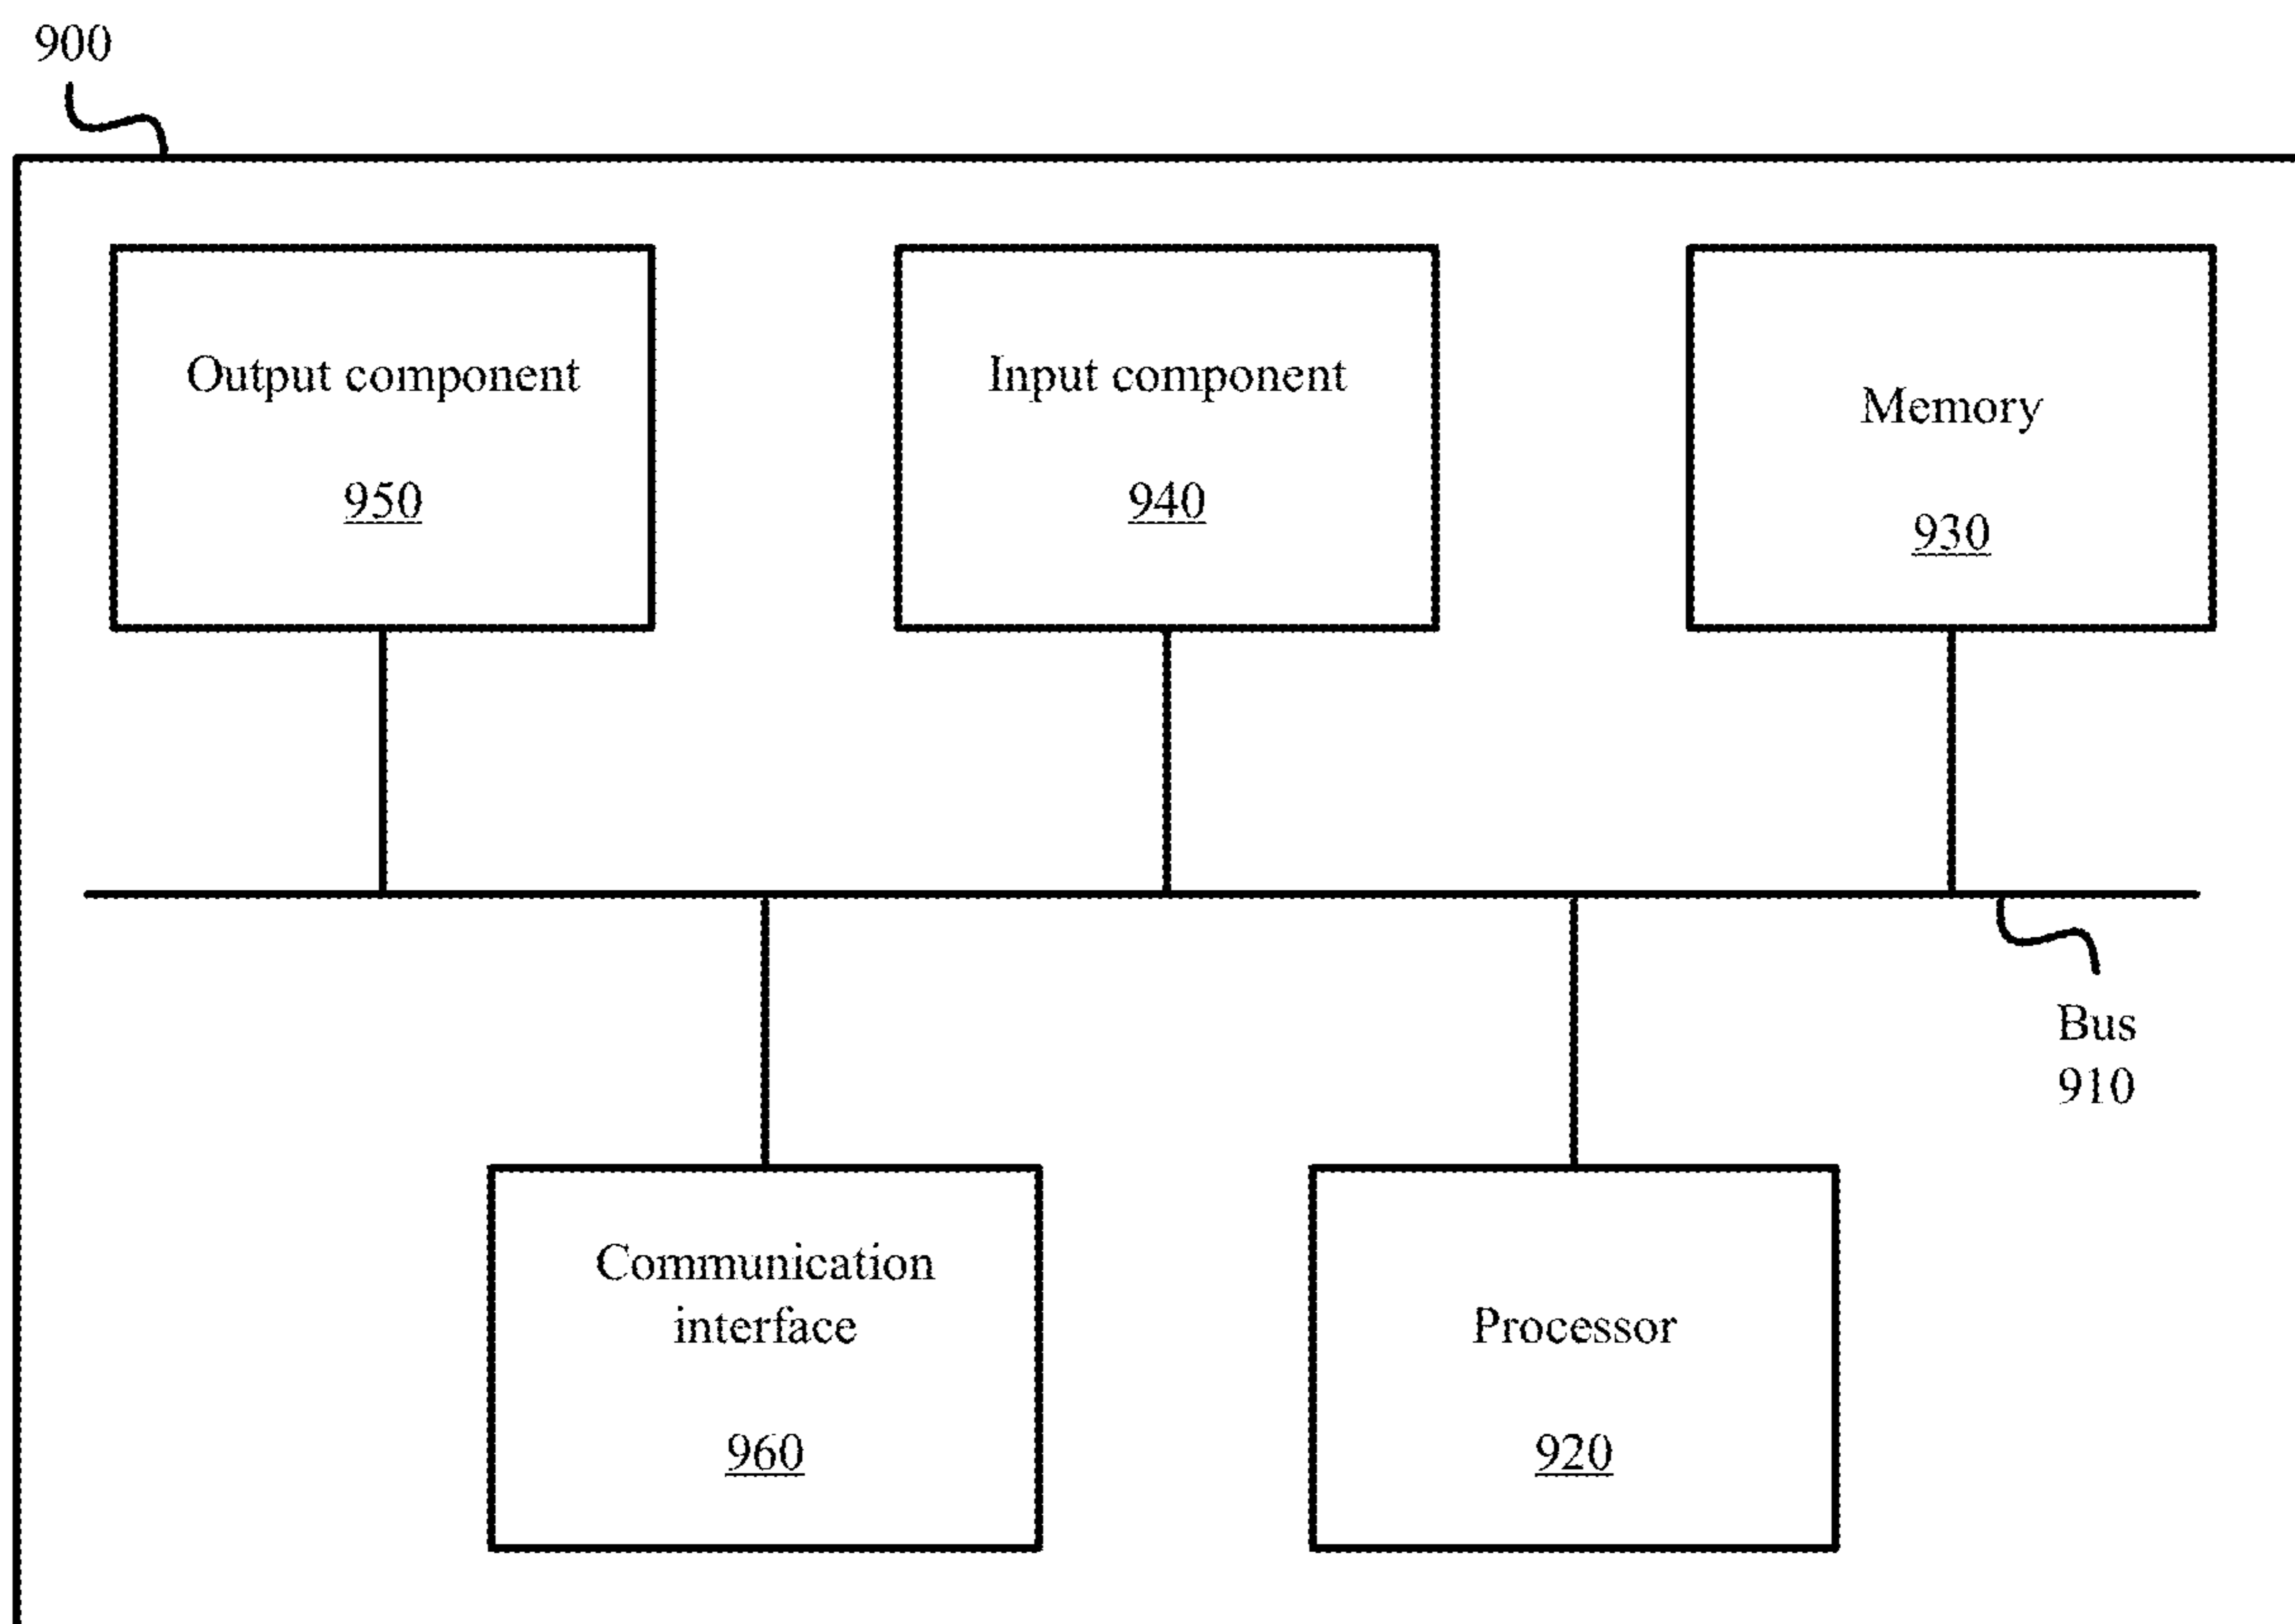 900
Output component
950
Input component
940
Memory
930
Bus
910
Communication
interface
960
Processor
920